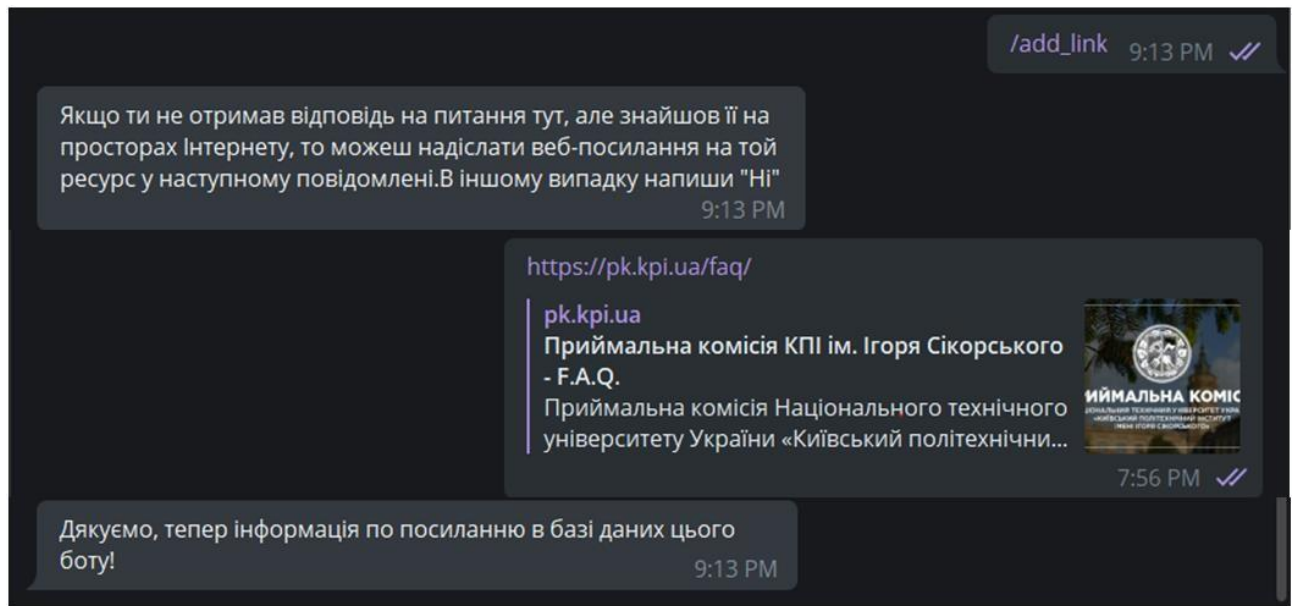 /add_link 9:13 PM
Якщо ти не отримав відповідь на питання тут, але знайшов її на
просторах Інтернету, то можеш надіслати веб-посилання на той
ресурс у наступному повідомлені.В іншому випадку напиши "Ні"
9:13 PM
https://pk.kpi.ua/faq/
pk.kpi.ua
Приймальна комісія КПІ ім. Ігоря Сікорського
- F.A.Q.
Приймальна комісія Національного технічного
університету України «Київський політехнічни...
ИЙМАЛЬНА КОМІС
7:56 PM
Дякуємо, тепер інформація по посиланню в базі даних цього
боту!
9:13 PM